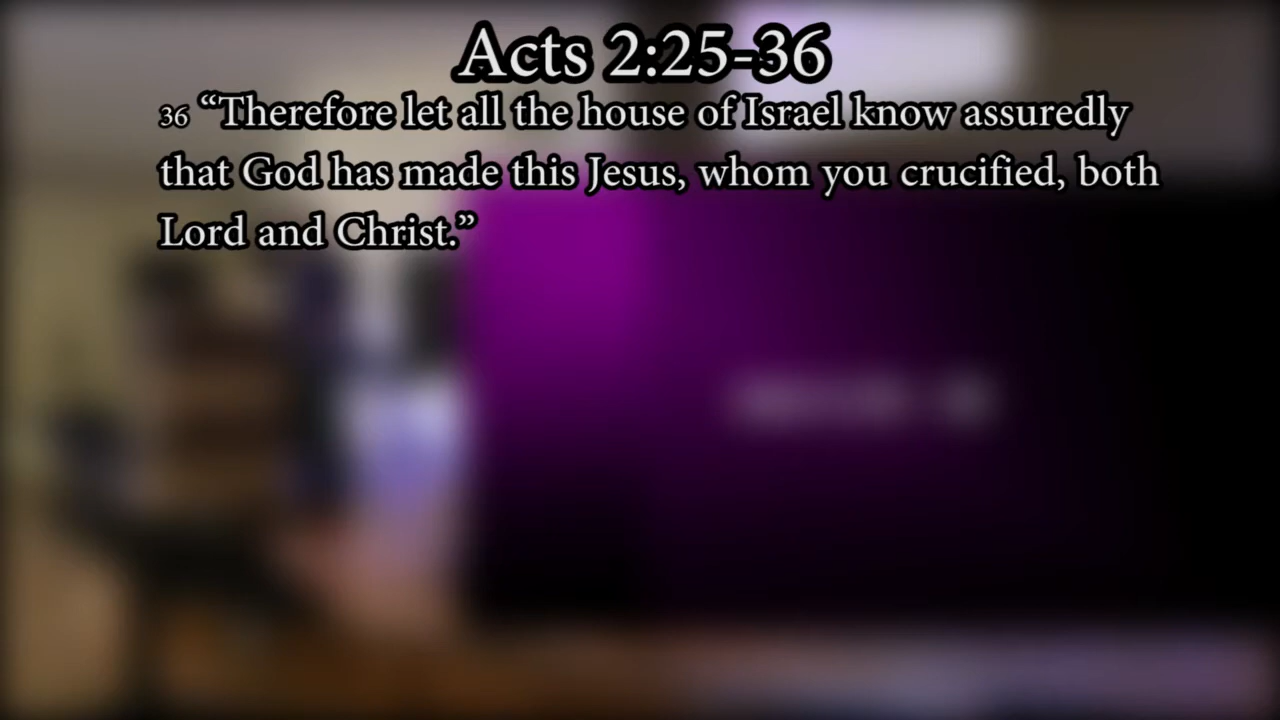 Acts 2:25-36
36 “Therefore let all the house of Israel know assuredly
that God has made this Jesus, whom you crucified, both
Lord and Christ.”